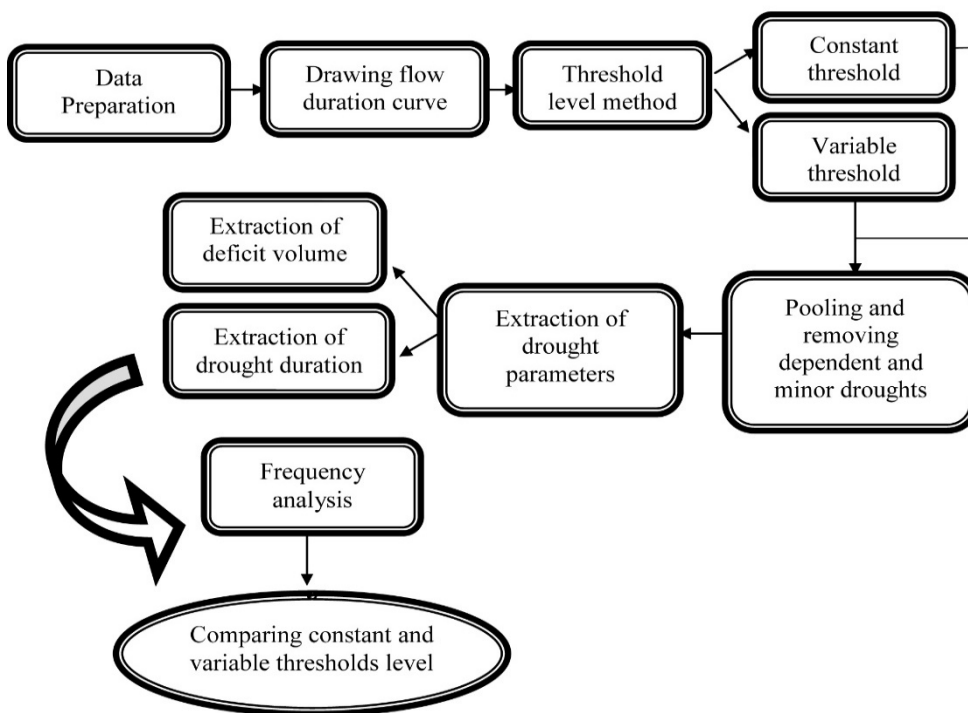 Data
Preparation
Drawing flow
duration curve
Threshold
level method
Constant
threshold
Variable
threshold
Extraction of
deficit volume
Extraction of
drought duration
Extraction of
drought
parameters
Pooling and
removing
dependent and
minor droughts
Frequency
analysis
Comparing constant and
variable thresholds level